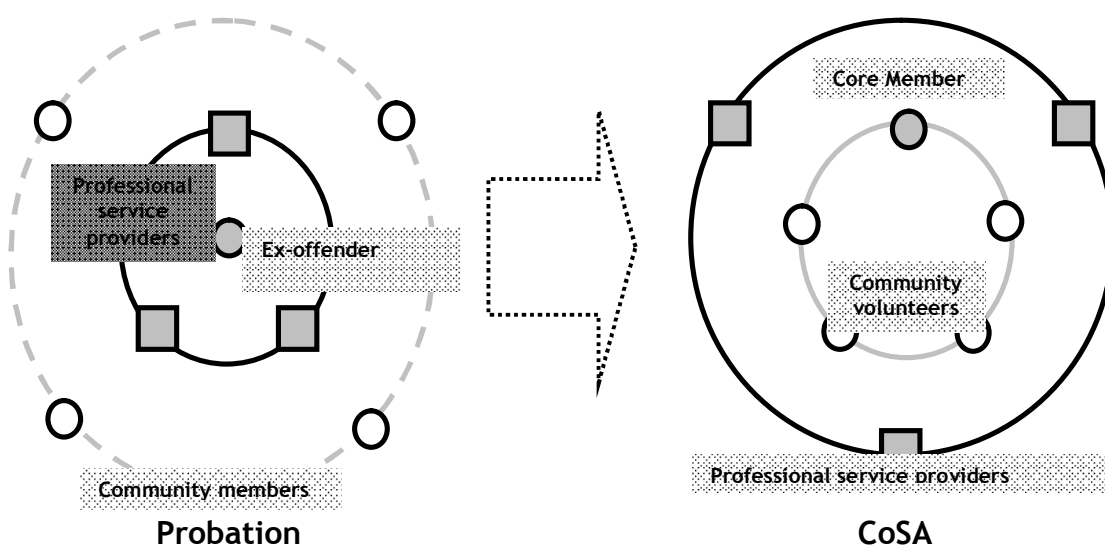 Core Member
Professional
service
providers
Ex-offender
Community
volunteers
Professional service providers
Community members
Probation
CoSA